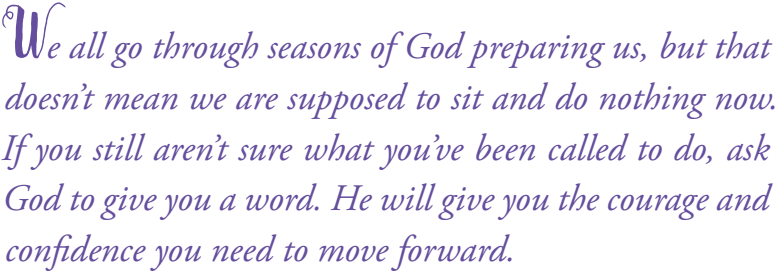 We all go through seasons of God preparing us, but that
doesn’t mean we are supposed to sit and do nothing now.
If you still aren’t sure what you’ve been called to do, ask
God to give you a word. He will give you the courage and
confidence you need to move forward.